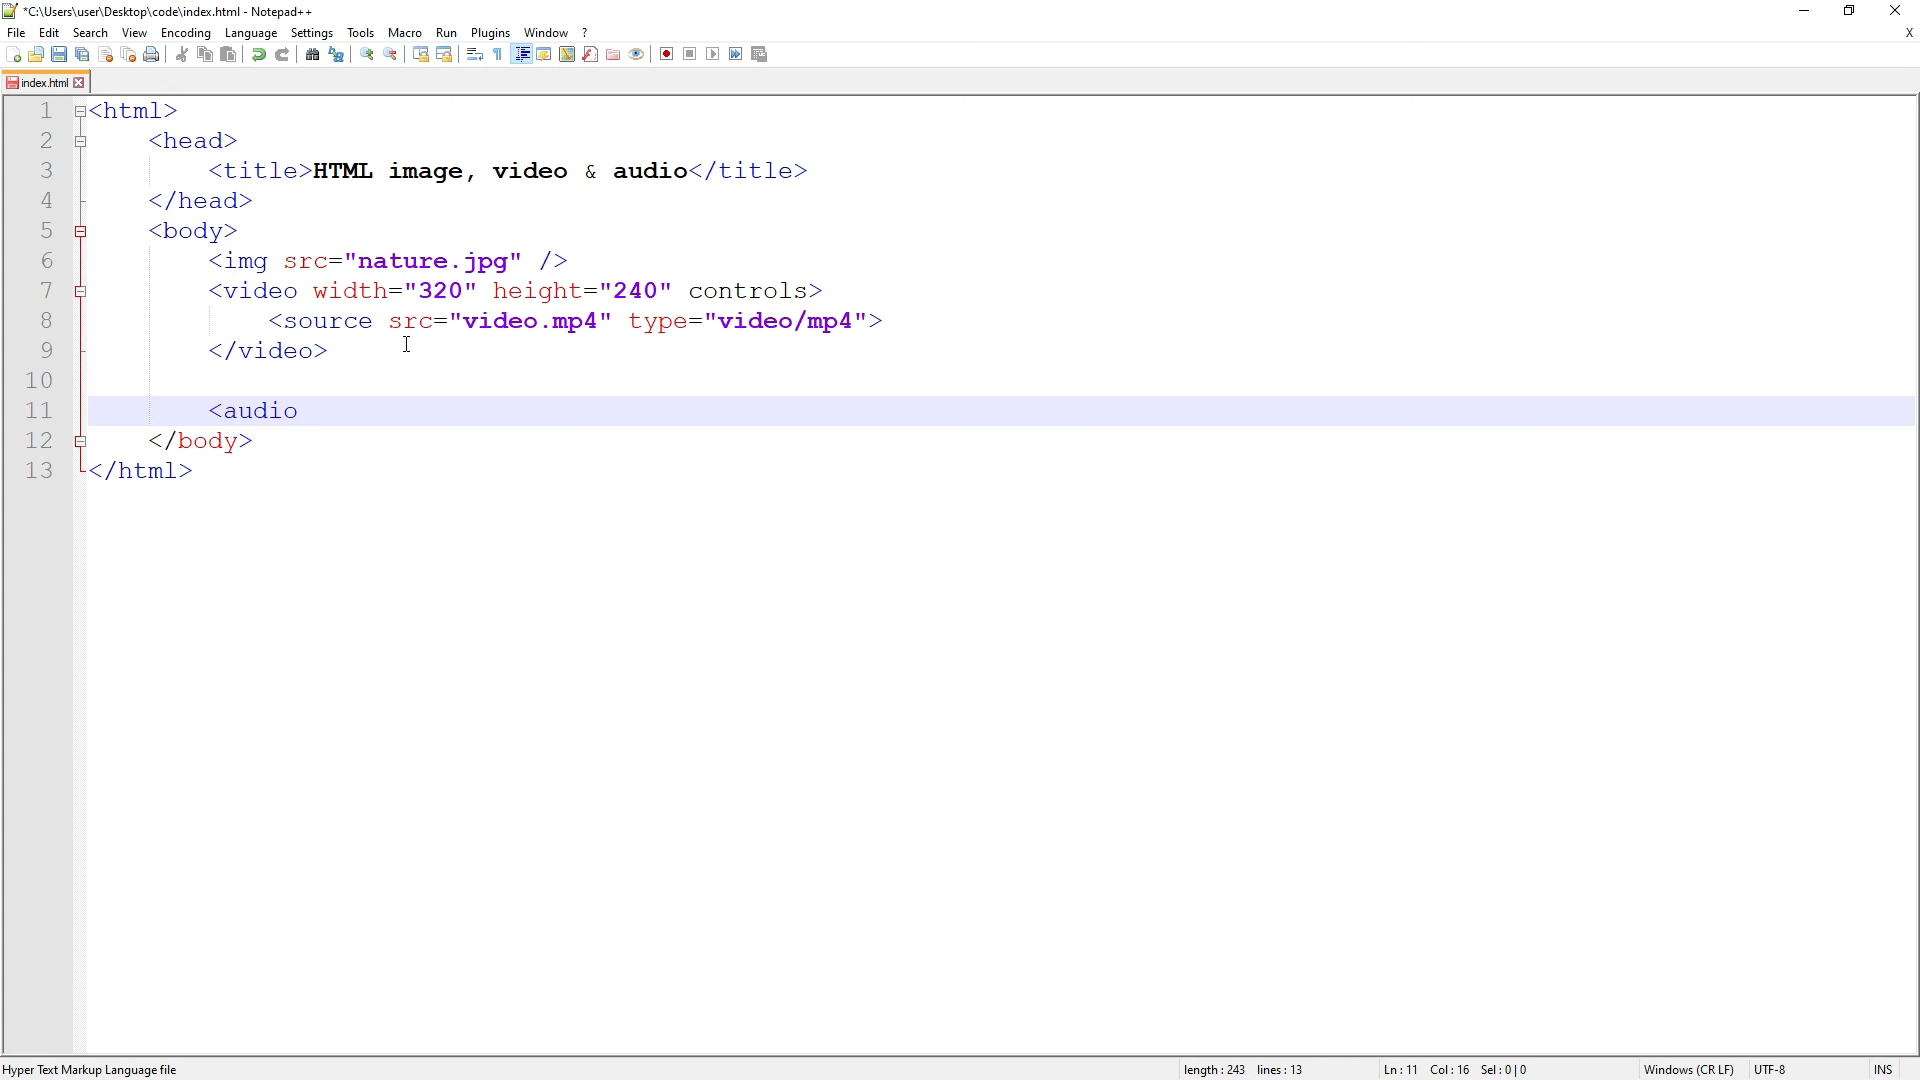 *C:\Users\user\Desktop\code\index.html - Notepad++
File Edit Search View Encoding Language Settings Tools Macro Run Plugins Window ? X
index.html
1 <html>
2 <head>
3 <title>HTML image, video & audio</title>
4 </head>
5 <body>
6 <img src="nature.jpg" />
7 <video width="320" height="240" controls>
8 <source src="video.mp4" type="video/mp4">
9 </video>
10
11 <audio
12 </body>
13 </html>
Hyper Text Markup Language file length : 243 lines : 13 Ln : 11 Col : 16 Sel : 0 | 0 Windows (CR LF) UTF-8 INS